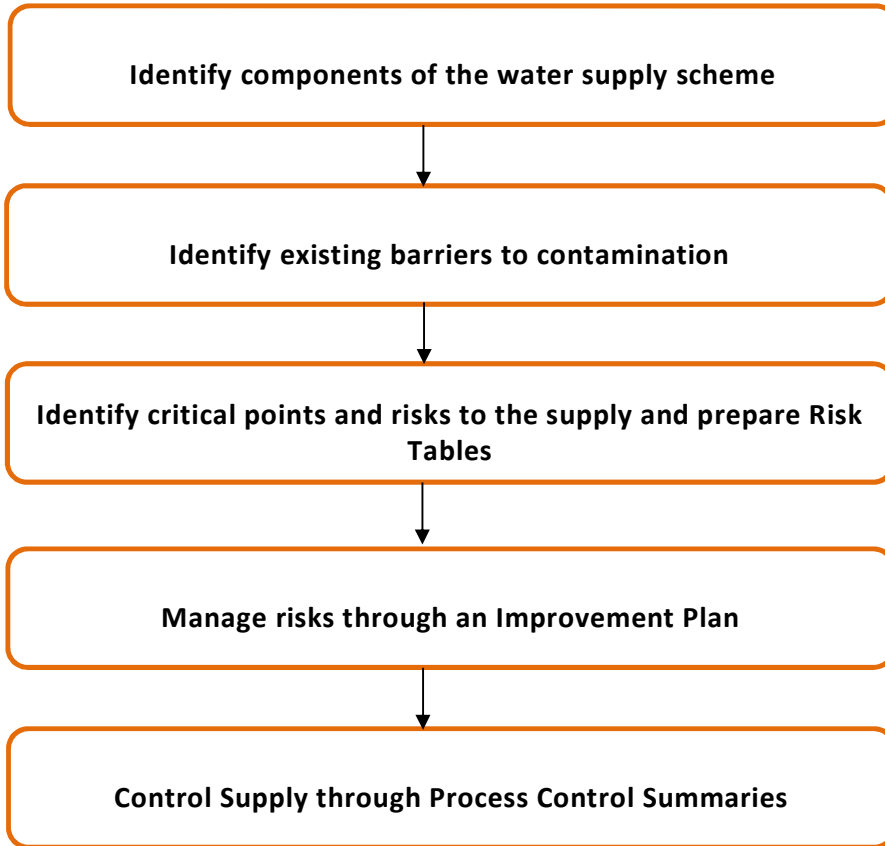 Identify components of the water supply scheme
Identify existing barriers to contamination
Identify critical points and risks to the supply and prepare Risk
Tables
Manage risks through an Improvement Plan
Control Supply through Process Control Summaries